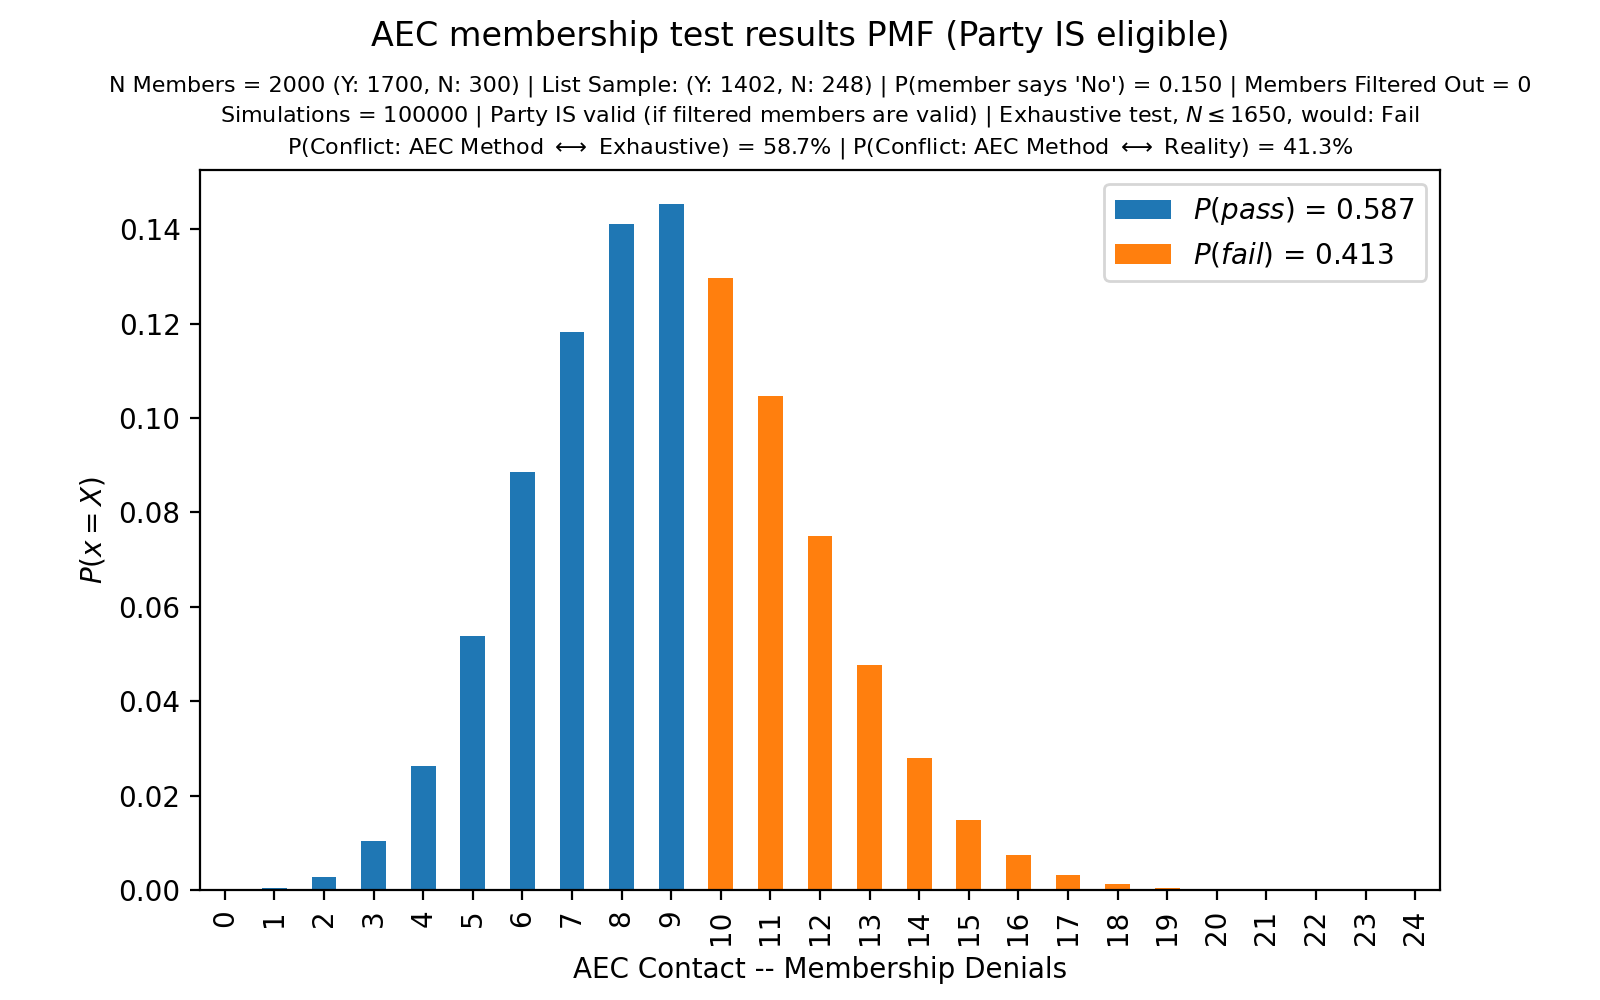 AEC membership test results PMF (Party IS eligible)
N Members = 2000 (Y: 1700, N: 300) | List Sample: (Y: 1402, N: 248) | P(member says 'No') = 0.150 | Members Filtered Out = 0
Simulations = 100000 | Party IS valid (if filtered members are valid) | Exhaustive test, N ≤ 1650, would: Fail
P(Conflict: AEC Method ⟷ Exhaustive) = 58.7% | P(Conflict: AEC Method ⟷ Reality) = 41.3%
P(pass) = 0.587
P(fail) = 0.413
0.14
0.12
0.10
0.08
0.06
0.04
0.02
0.00
P(x = X)
0 1 2 3 4 5 6 7 8 9 10 11 12 13 14 15 16 17 18 19 20 21 22 23 24
AEC Contact -- Membership Denials